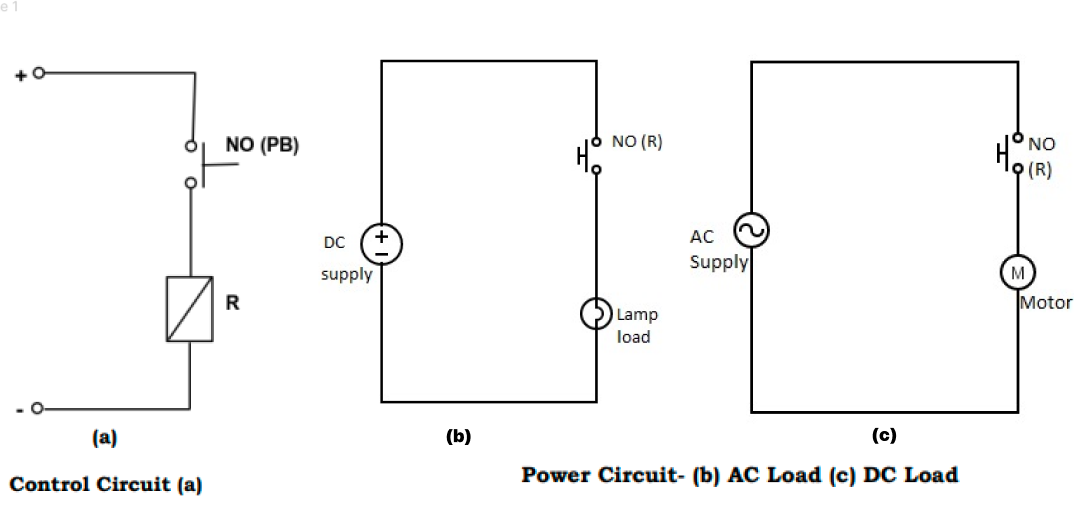 e 1
+
NO (PB)
R
-
(a)
Control Circuit (a)
NO (R)
DC
supply
+
−
Lamp
load
(b)
NO
(R)
AC
Supply
M
Motor
(c)
Power Circuit- (b) AC Load (c) DC Load